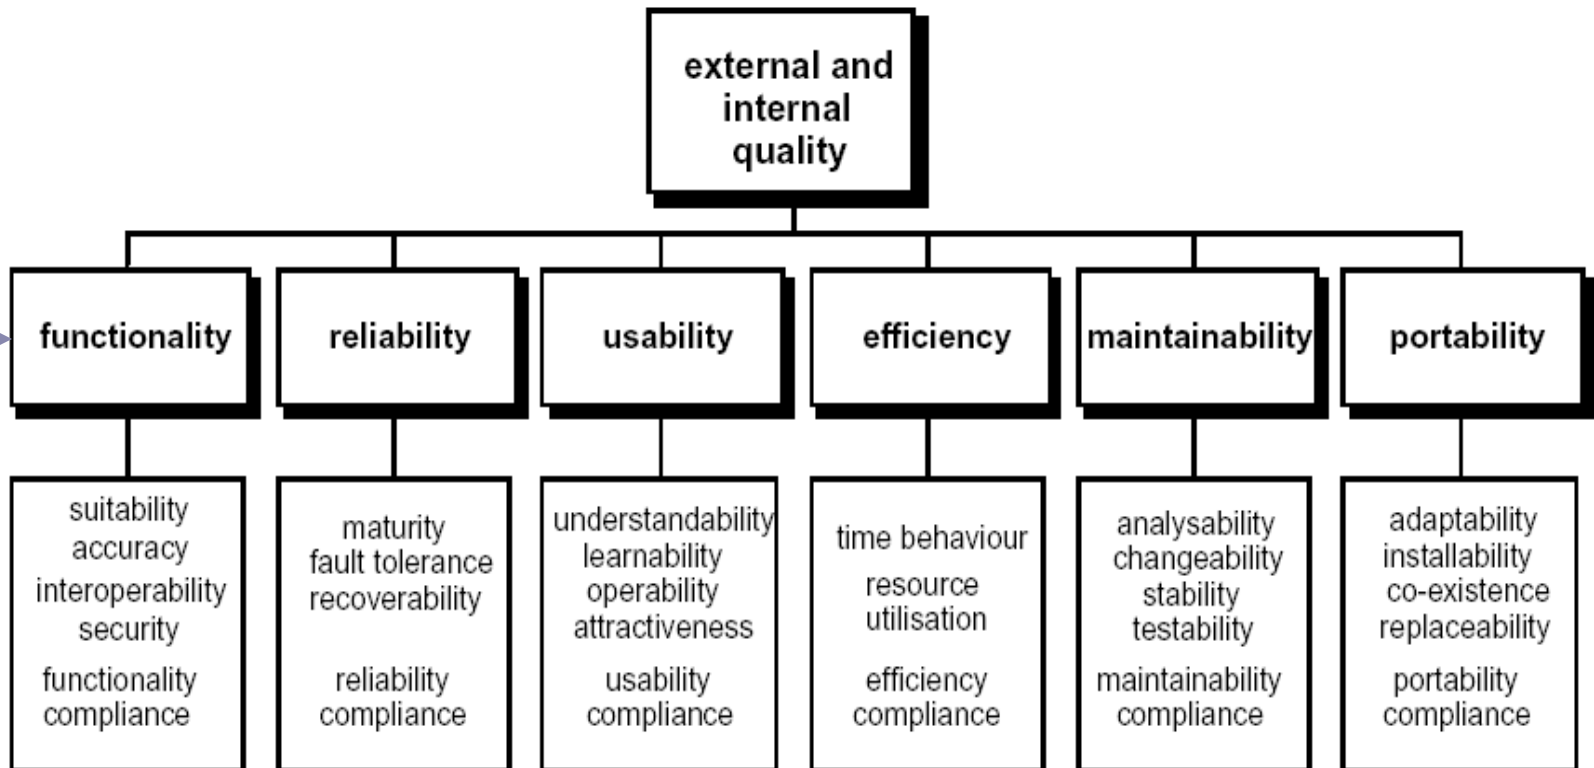 external and
internal
quality
functionality
reliability
usability
efficiency
maintainability
portability
suitability
accuracy
interoperability
security
functionality
compliance
maturity
fault tolerance
recoverability
reliability
compliance
understandability
learnability
operability
attractiveness
usability
compliance
time behaviour
resource
utilisation
efficiency
compliance
analysability
changeability
stability
testability
maintainability
compliance
adaptability
installability
co-existence
replaceability
portability
compliance